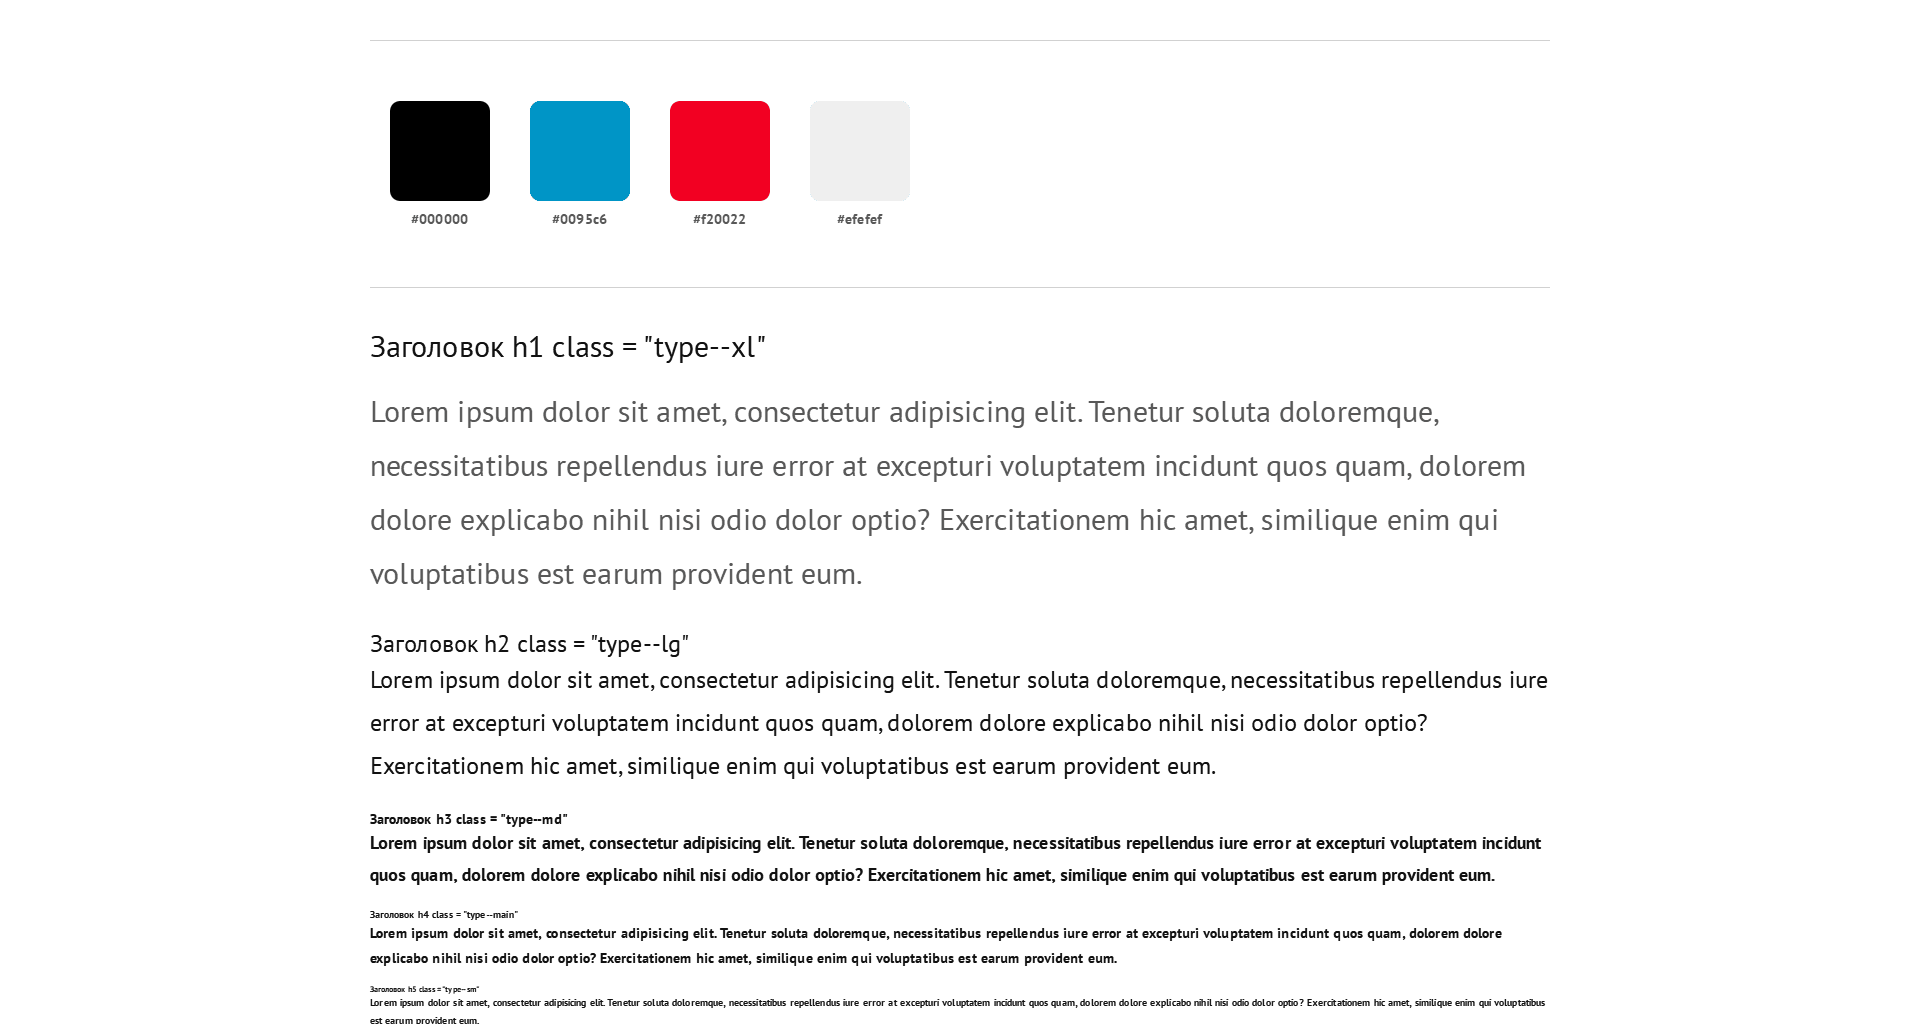 #000000
#0095c6
#f20022
#efefef
Заголовок h1 class = "type--xl"
Lorem ipsum dolor sit amet, consectetur adipisicing elit. Tenetur soluta doloremque,
necessitatibus repellendus iure error at excepturi voluptatem incidunt quos quam, dolorem
dolore explicabo nihil nisi odio dolor optio? Exercitationem hic amet, similique enim qui
voluptatibus est earum provident eum.
Заголовок h2 class = "type--lg"
Lorem ipsum dolor sit amet, consectetur adipisicing elit. Tenetur soluta doloremque, necessitatibus repellendus iure
error at excepturi voluptatem incidunt quos quam, dolorem dolore explicabo nihil nisi odio dolor optio?
Exercitationem hic amet, similique enim qui voluptatibus est earum provident eum.
Заголовок h3 class = "type--md"
Lorem ipsum dolor sit amet, consectetur adipisicing elit. Tenetur soluta doloremque, necessitatibus repellendus iure error at excepturi voluptatem incidunt
quos quam, dolorem dolore explicabo nihil nisi odio dolor optio? Exercitationem hic amet, similique enim qui voluptatibus est earum provident eum.
Заголовок h4 class = "type--main"
Lorem ipsum dolor sit amet, consectetur adipisicing elit. Tenetur soluta doloremque, necessitatibus repellendus iure error at excepturi voluptatem incidunt quos quam, dolorem dolore
explicabo nihil nisi odio dolor optio? Exercitationem hic amet, similique enim qui voluptatibus est earum provident eum.
Заголовок h5 class = "type--sm"
Lorem ipsum dolor sit amet, consectetur adipisicing elit. Tenetur soluta doloremque, necessitatibus repellendus iure error at excepturi voluptatem incidunt quos quam, dolorem dolore explicabo nihil nisi odio dolor optio? Exercitationem hic amet, similique enim qui voluptatibus
est earum provident eum.